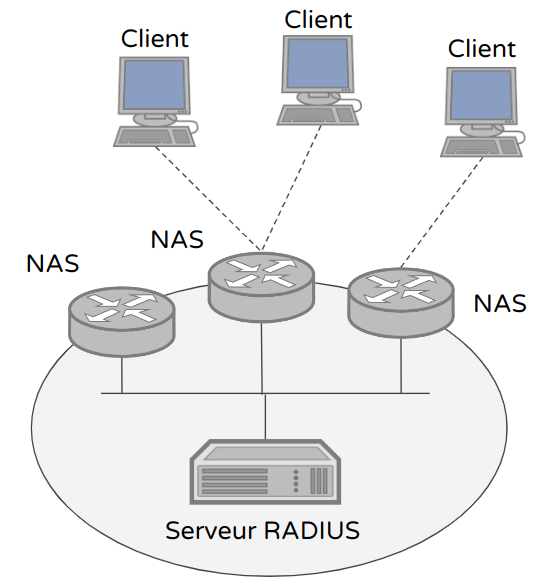 Client
Client
Client
NAS
NAS
NAS
Serveur RADIUS